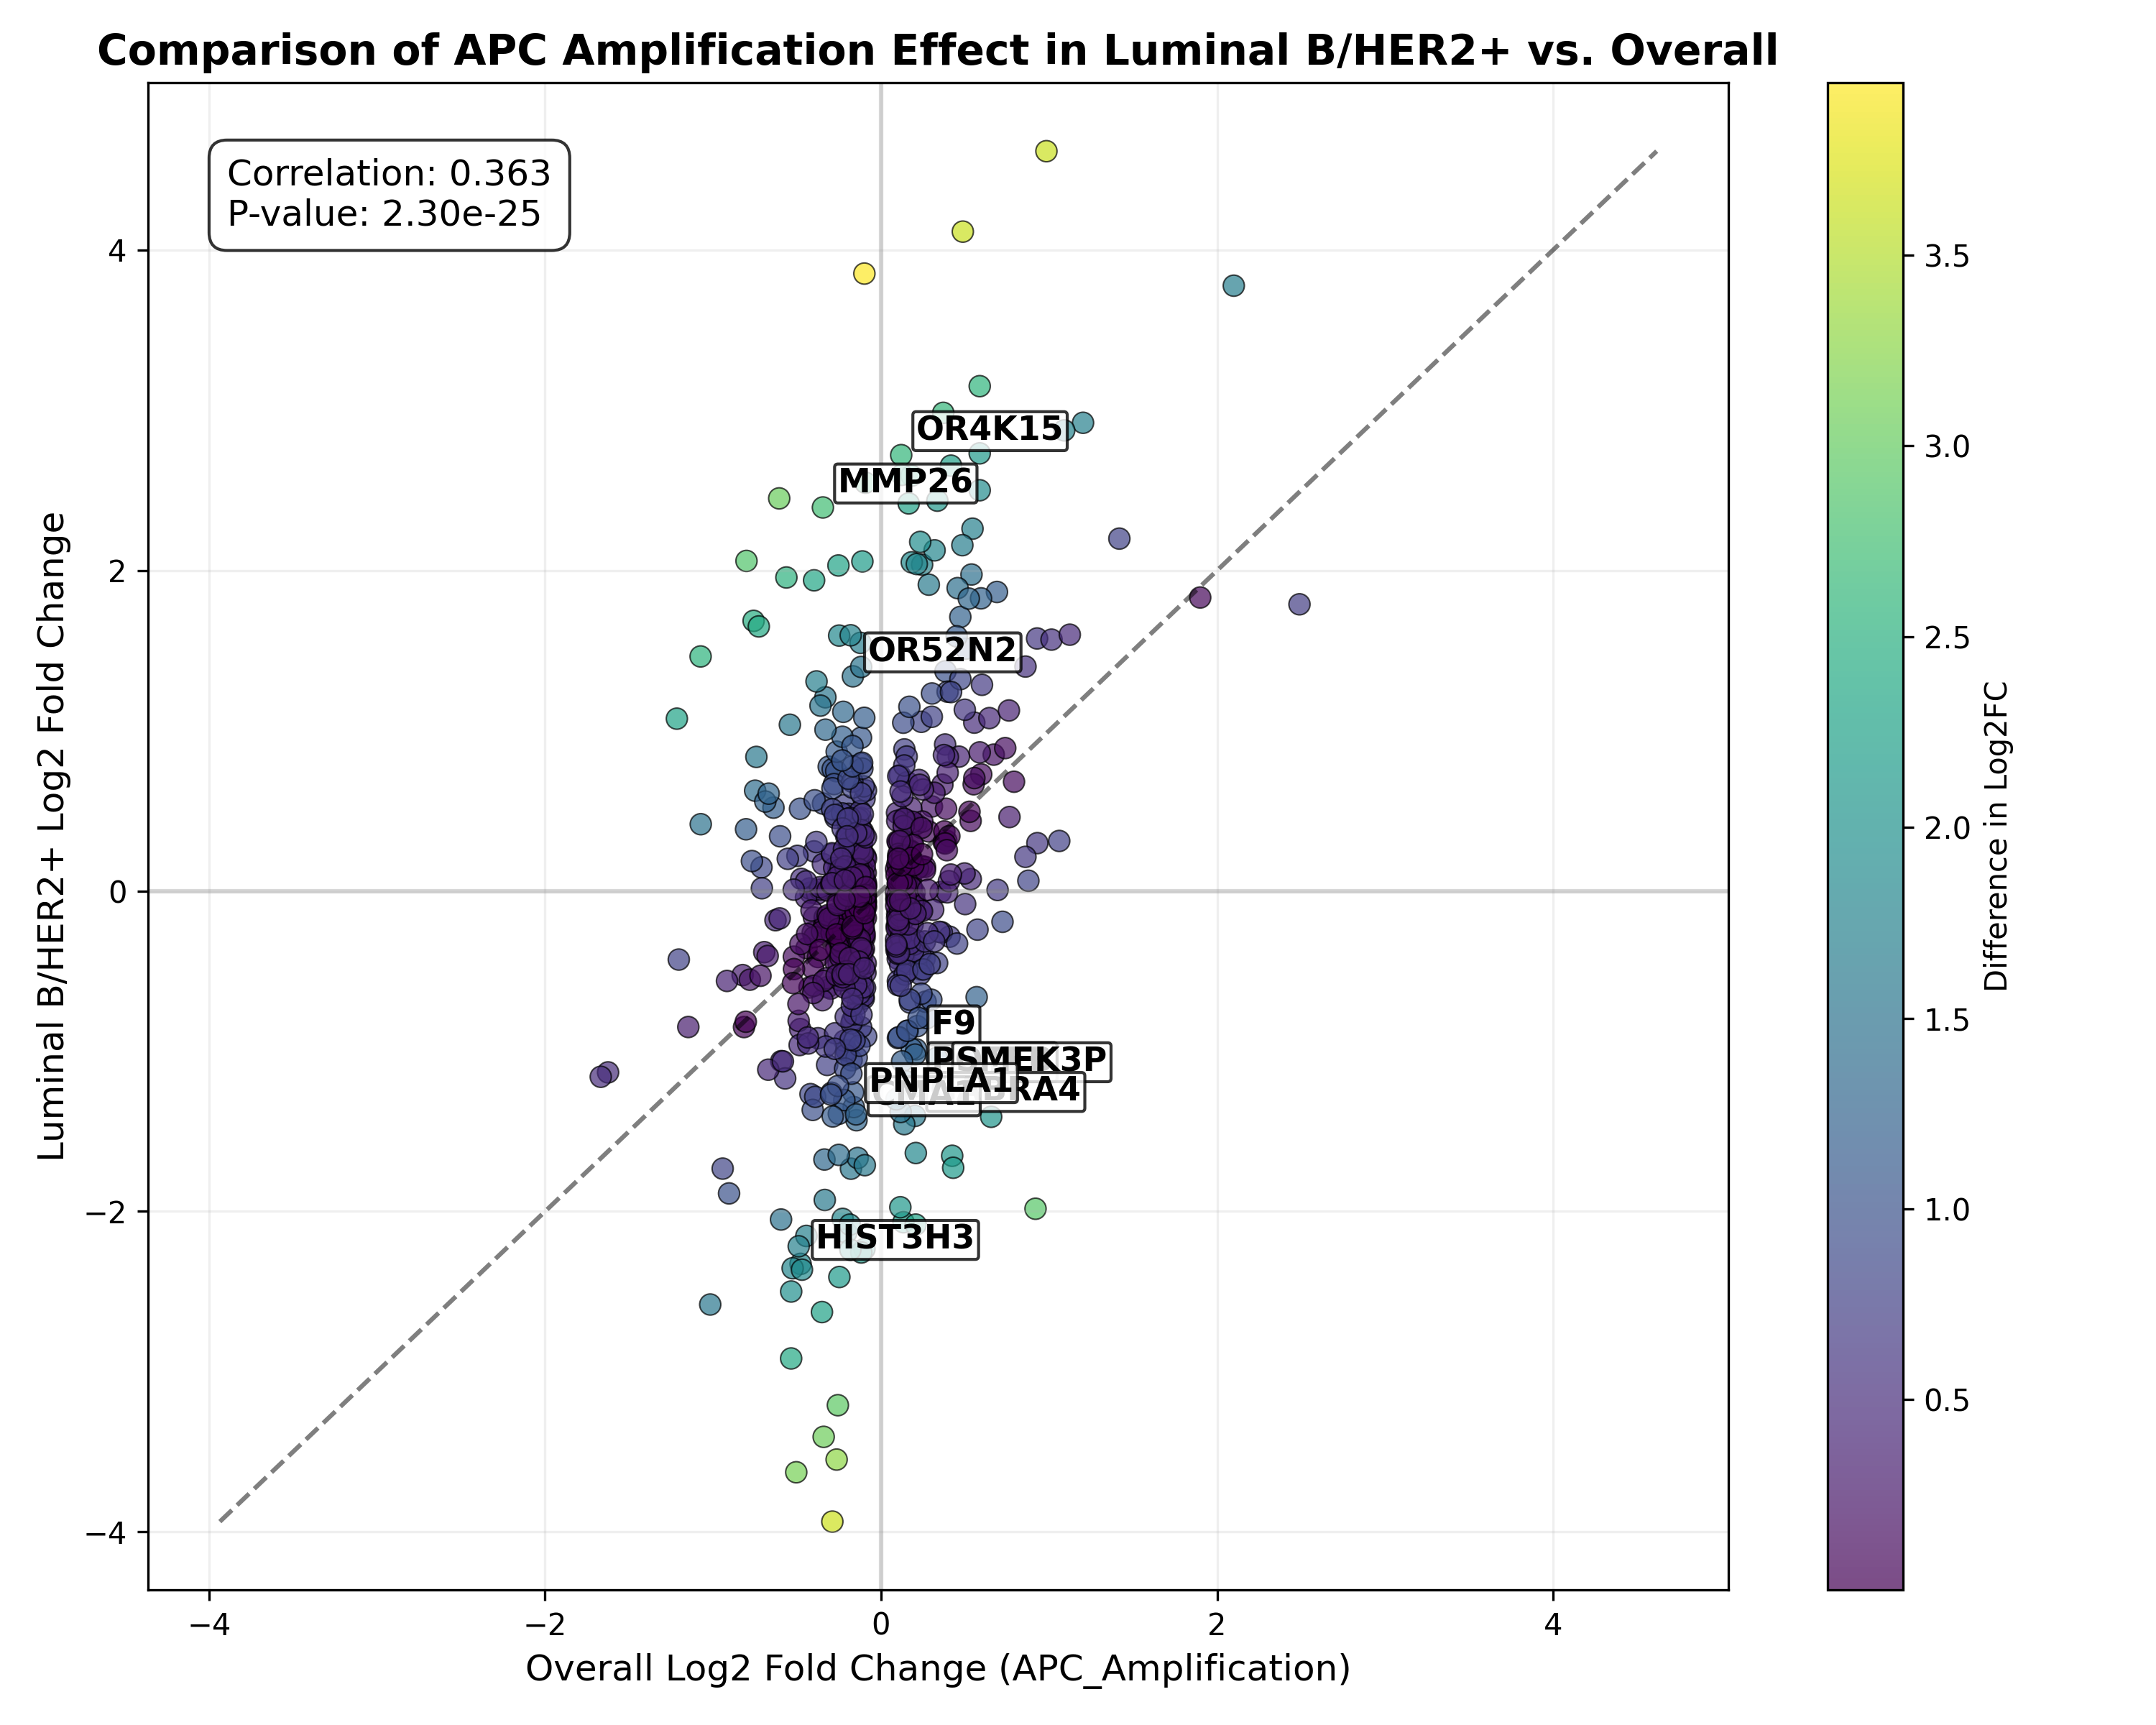 Comparison of APC Amplification Effect in Luminal B/HER2+ vs. Overall
Correlation: 0.363
P-value: 2.30e-25
Luminal B/HER2+ Log2 Fold Change
4
2
0
−2
−4
OR4K15
MMP26
OR52N2
F9
PSMEK3P
PNPLA1
RA4
CMA1
HIST3H3
−4
−2
0
2
4
Overall Log2 Fold Change (APC_Amplification)
3.5
3.0
2.5
2.0
1.5
1.0
0.5
Difference in Log2FC